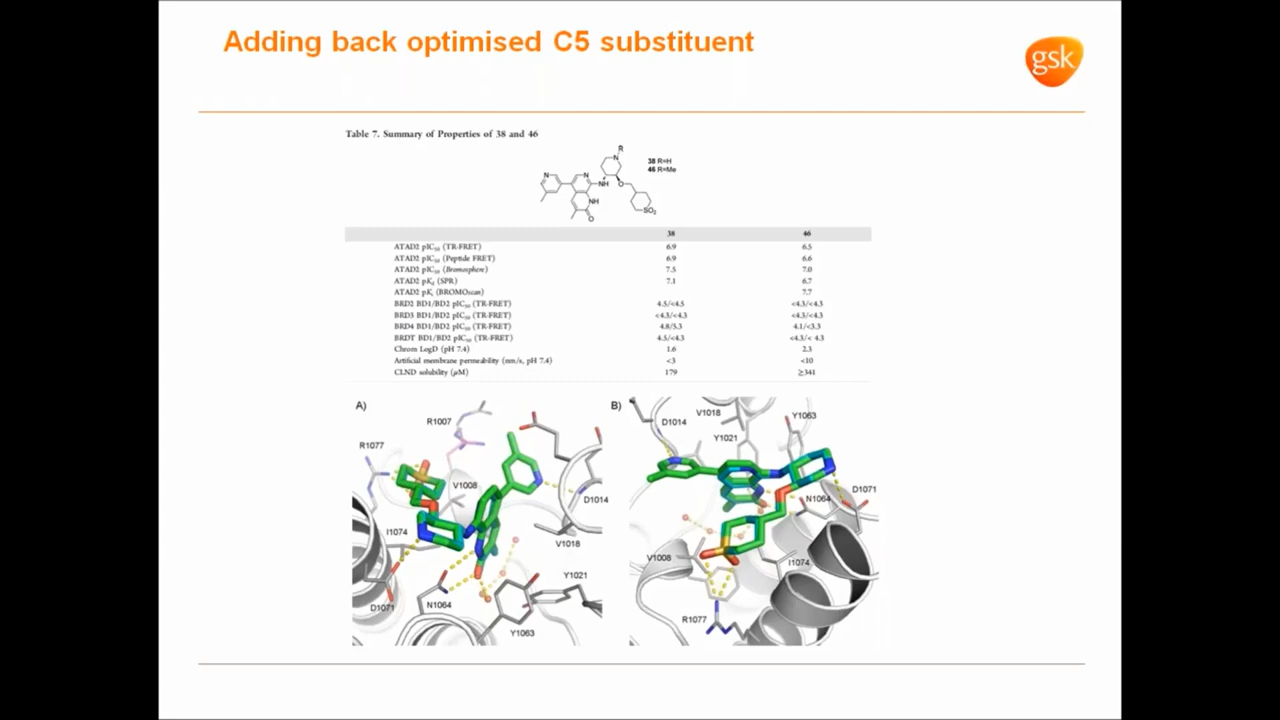 Adding back optimised C5 substituent
gsk
Table 7. Summary of Properties of 38 and 46
R
N
38 R=H
46 R=Me
N
N
NH
O
NH
SO2
O
38 46
ATAD2 pIC50 (TR-FRET) 6.9 6.5
ATAD2 pIC50 (Peptide FRET) 6.9 6.6
ATAD2 pIC50 (Bromosphere) 7.5 7.0
ATAD2 pKd (SPR) 7.1 6.7
ATAD2 pKi (BROMOscan) 7.7
BRD2 BD1/BD2 pIC50 (TR-FRET) 4.5/<4.5 <4.3/<4.3
BRD3 BD1/BD2 pIC50 (TR-FRET) <4.3/<4.3 <4.3/<4.3
BRD4 BD1/BD2 pIC50 (TR-FRET) 4.8/5.3 4.1/<3.3
BRDT BD1/BD2 pIC50 (TR-FRET) 4.5/<4.3 <4.3/< 4.3
Chrom LogD (pH 7.4) 1.6 2.3
Artificial membrane permeability (nm/s, pH 7.4) <3 <10
CLND solubility (μM) 179 ≥341
A)
R1007
R1077
V1008
D1014
I1074
V1018
Y1021
D1071
N1064
Y1063
B)
V1018
Y1063
D1014
Y1021
D1071
N1064
V1008
I1074
R1077